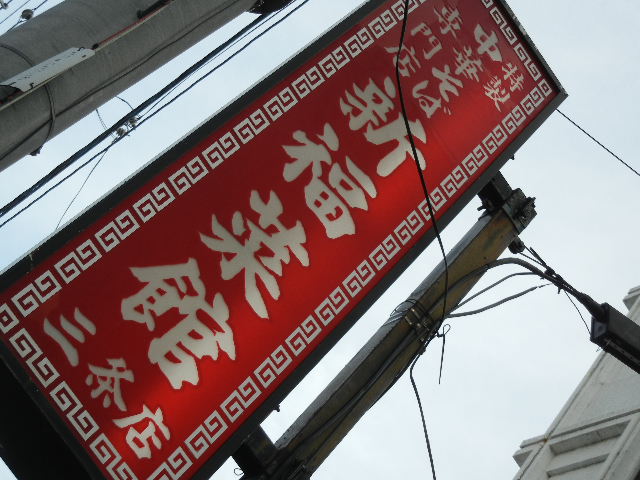 特製
中華そば
専門店
新福菜館
三条店